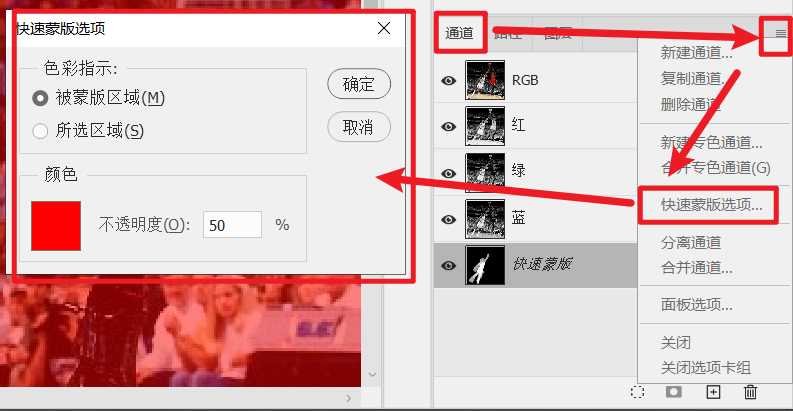 快速蒙版选项
色彩指示:
被蒙版区域(M)
所选区域(S)
确定
取消
颜色
不透明度(O): 50 %
通道 路径 图层
RGB
红
绿
蓝
快速蒙版
新建通道...
复制通道...
删除通道
新建专色通道...
合并专色通道(G)
快速蒙版选项...
分离通道
合并通道...
面板选项...
关闭
关闭选项卡组